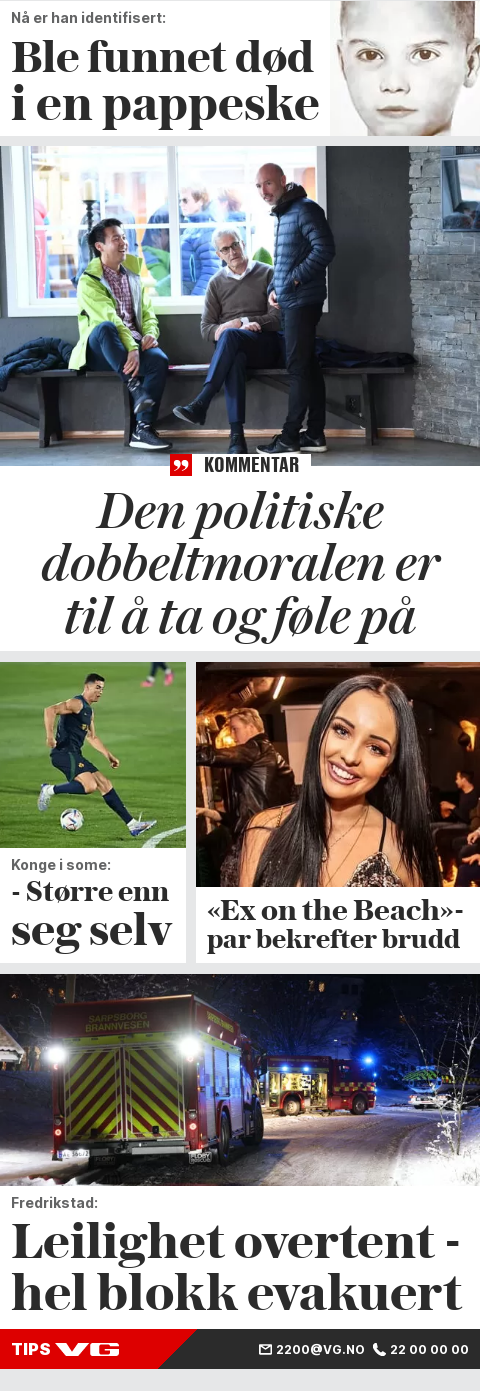 Nå er han identifisert:
Ble funnet død
i en pappeske
KOMMENTAR
Den politiske
dobbeltmoralen er
til å ta og føle på
Konge i some:
- Større enn
seg selv
«Ex on the Beach»-
par bekrefter brudd
SARPSBORG
BRANNVESEN
Fredrikstad:
Leilighet overtent -
hel blokk evakuert
TIPS VG
2200@VG.NO 22 00 00 00